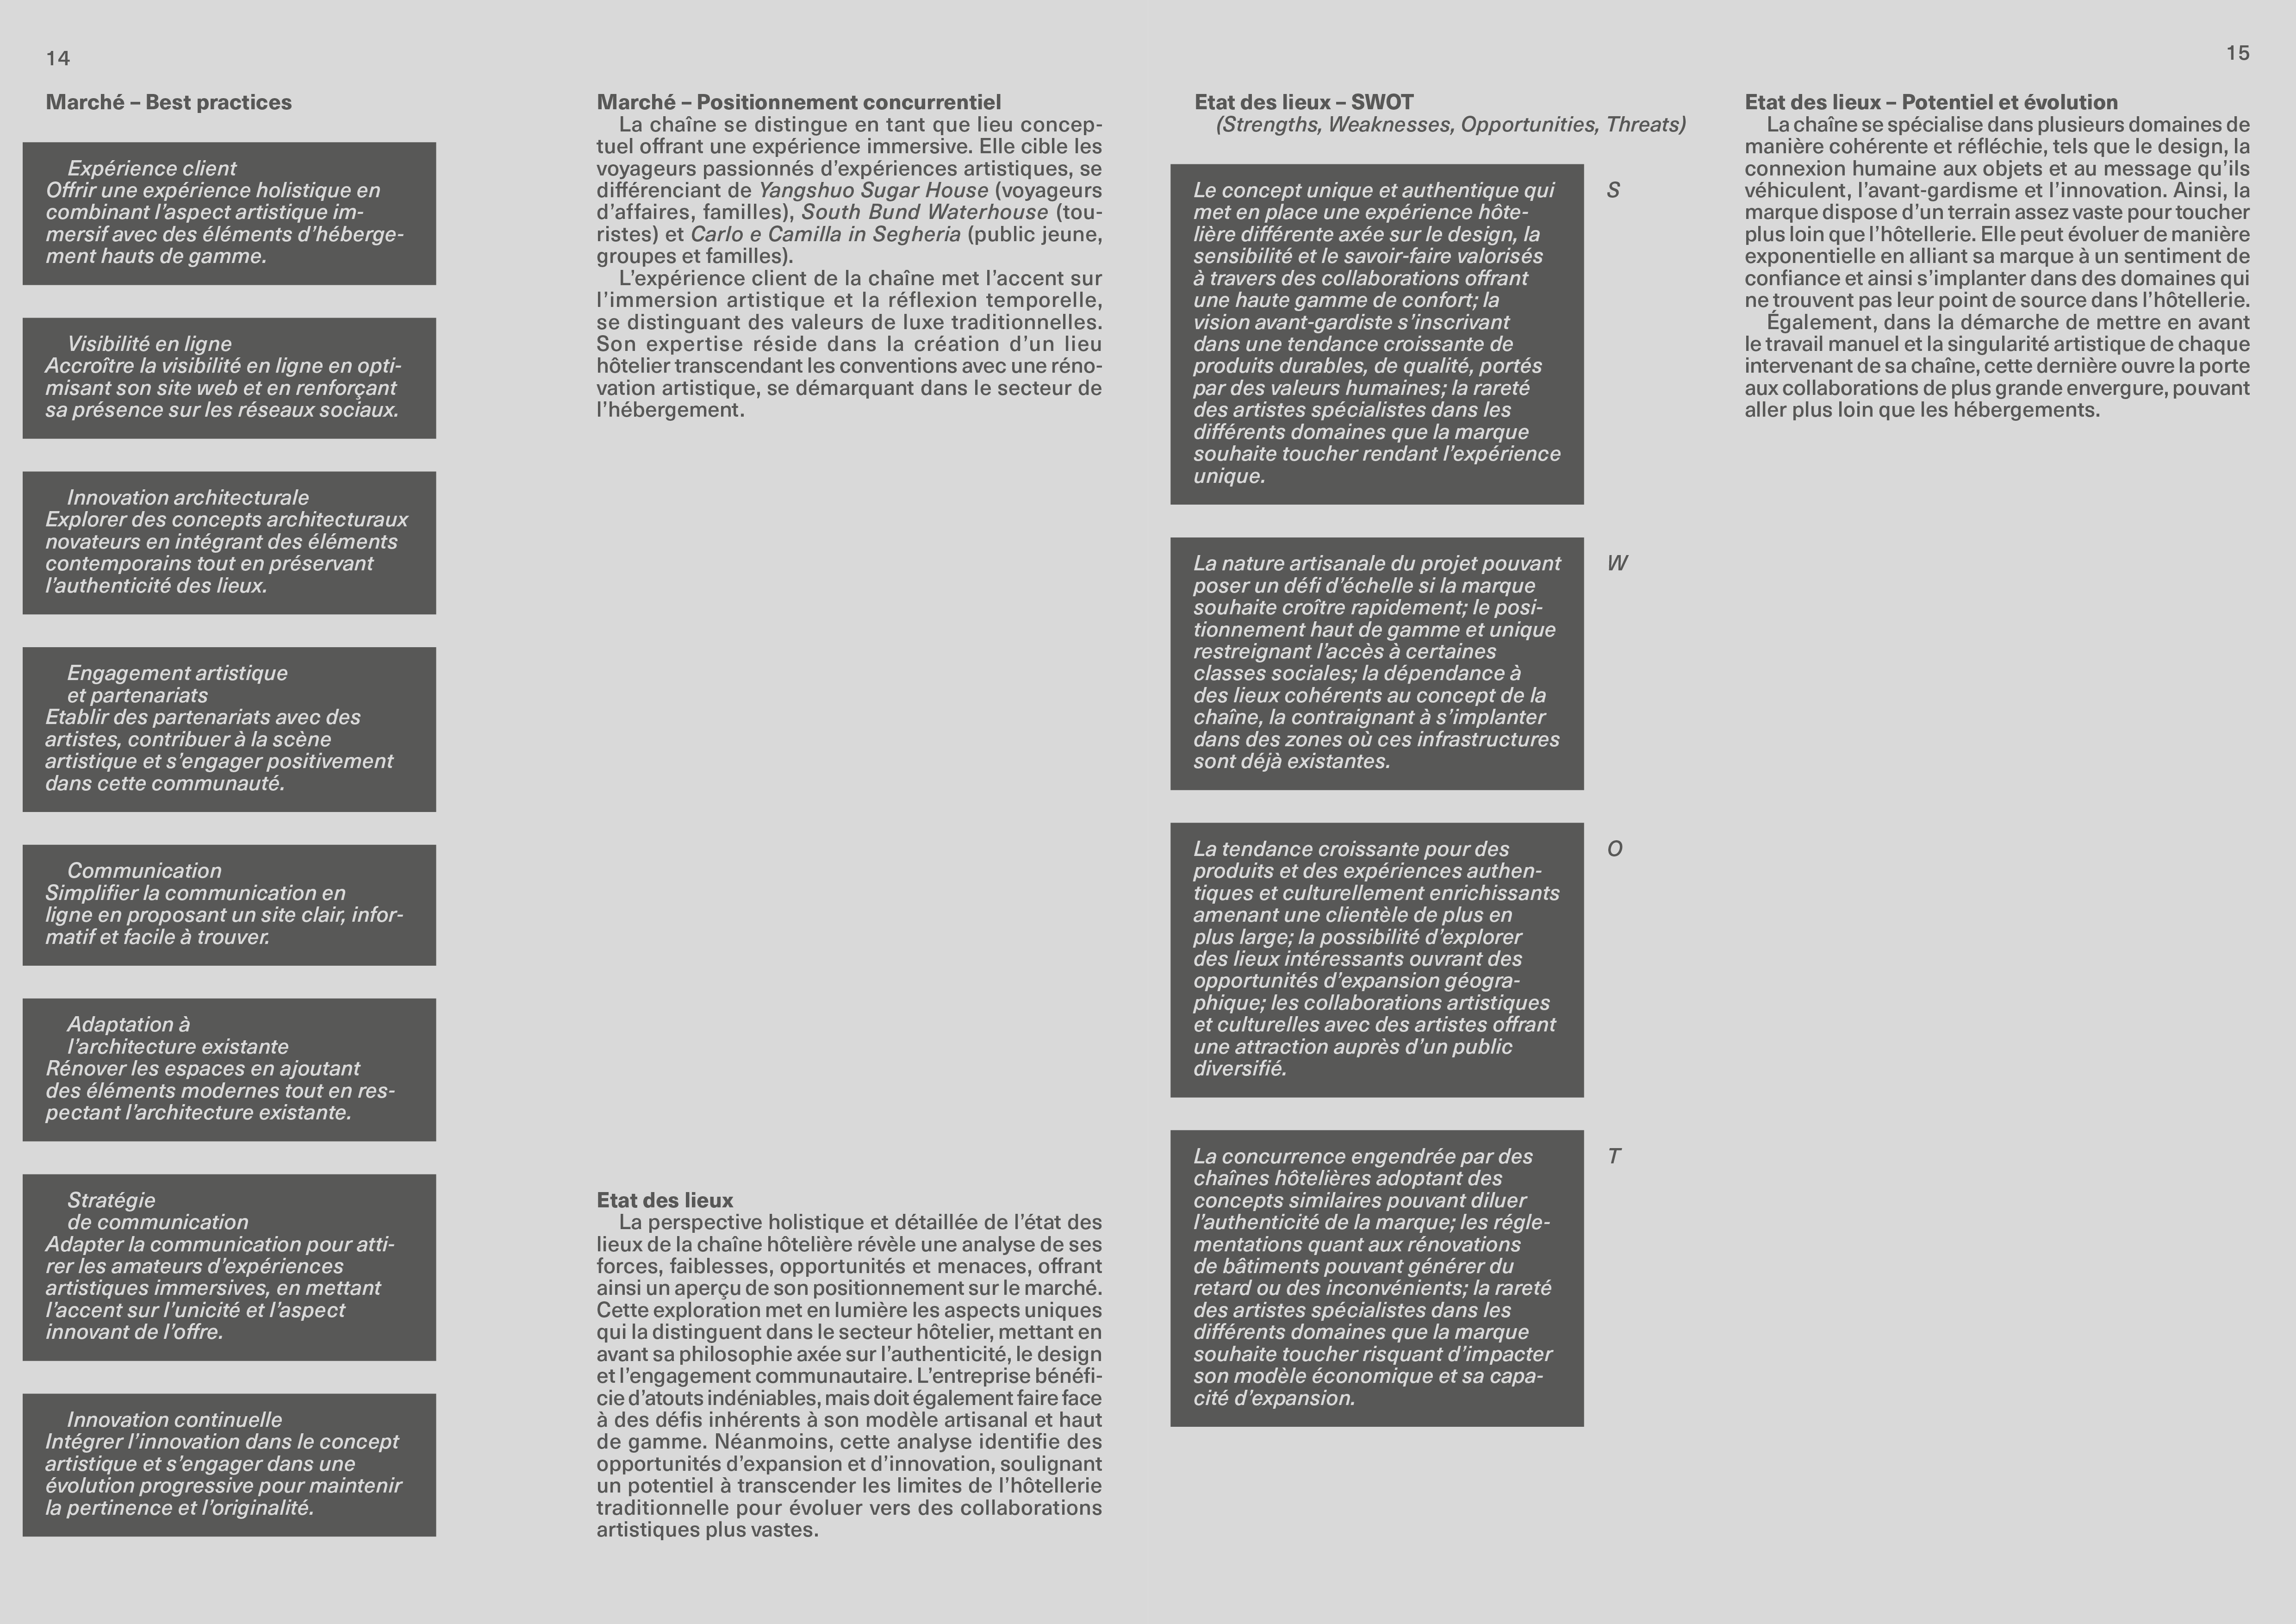 14
Marché – Best practices
Expérience client
Offrir une expérience holistique en
combinant l’aspect artistique im-
mersif avec des éléments d’héberge-
ment hauts de gamme.
Visibilité en ligne
Accroître la visibilité en ligne en opti-
misant son site web et en renforçant
sa présence sur les réseaux sociaux.
Innovation architecturale
Explorer des concepts architecturaux
novateurs en intégrant des éléments
contemporains tout en préservant
l’authenticité des lieux.
Engagement artistique
et partenariats
Etablir des partenariats avec des
artistes, contribuer à la scène
artistique et s’engager positivement
dans cette communauté.
Communication
Simplifier la communication en
ligne en proposant un site clair, infor-
matif et facile à trouver.
Adaptation à
l’architecture existante
Rénover les espaces en ajoutant
des éléments modernes tout en res-
pectant l’architecture existante.
Stratégie
de communication
Adapter la communication pour atti-
rer les amateurs d’expériences
artistiques immersives, en mettant
l’accent sur l’unicité et l’aspect
innovant de l’offre.
Innovation continuelle
Intégrer l’innovation dans le concept
artistique et s’engager dans une
évolution progressive pour maintenir
la pertinence et l’originalité.
Marché – Positionnement concurrentiel
La chaîne se distingue en tant que lieu concep-
tuel offrant une expérience immersive. Elle cible les
voyageurs passionnés d’expériences artistiques, se
différenciant de Yangshuo Sugar House (voyageurs
d’affaires, familles), South Bund Waterhouse (tou-
ristes) et Carlo e Camilla in Segheria (public jeune,
groupes et familles).
L’expérience client de la chaîne met l’accent sur
l’immersion artistique et la réflexion temporelle,
se distinguant des valeurs de luxe traditionnelles.
Son expertise réside dans la création d’un lieu
hôtelier transcendant les conventions avec une réno-
vation artistique, se démarquant dans le secteur de
l’hébergement.
Etat des lieux
La perspective holistique et détaillée de l’état des
lieux de la chaîne hôtelière révèle une analyse de ses
forces, faiblesses, opportunités et menaces, offrant
ainsi un aperçu de son positionnement sur le marché.
Cette exploration met en lumière les aspects uniques
qui la distinguent dans le secteur hôtelier, mettant en
avant sa philosophie axée sur l’authenticité, le design
et l’engagement communautaire. L’entreprise bénéfi-
cie d’atouts indéniables, mais doit également faire face
à des défis inhérents à son modèle artisanal et haut
de gamme. Néanmoins, cette analyse identifie des
opportunités d’expansion et d’innovation, soulignant
un potentiel à transcender les limites de l’hôtellerie
traditionnelle pour évoluer vers des collaborations
artistiques plus vastes.
Etat des lieux – SWOT
(Strengths, Weaknesses, Opportunities, Threats)
S
Le concept unique et authentique qui
met en place une expérience hôte-
lière différente axée sur le design, la
sensibilité et le savoir-faire valorisés
à travers des collaborations offrant
une haute gamme de confort; la
vision avant-gardiste s’inscrivant
dans une tendance croissante de
produits durables, de qualité, portés
par des valeurs humaines; la rareté
des artistes spécialistes dans les
différents domaines que la marque
souhaite toucher rendant l’expérience
unique.
W
La nature artisanale du projet pouvant
poser un défi d’échelle si la marque
souhaite croître rapidement; le posi-
tionnement haut de gamme et unique
restreignant l’accès à certaines
classes sociales; la dépendance à
des lieux cohérents au concept de la
chaîne, la contraignant à s’implanter
dans des zones où ces infrastructures
sont déjà existantes.
O
La tendance croissante pour des
produits et des expériences authen-
tiques et culturellement enrichissants
amenant une clientèle de plus en
plus large; la possibilité d’explorer
des lieux intéressants ouvrant des
opportunités d’expansion géogra-
phique; les collaborations artistiques
et culturelles avec des artistes offrant
une attraction auprès d’un public
diversifié.
T
La concurrence engendrée par des
chaînes hôtelières adoptant des
concepts similaires pouvant diluer
l’authenticité de la marque; les régle-
mentations quant aux rénovations
de bâtiments pouvant générer du
retard ou des inconvénients; la rareté
des artistes spécialistes dans les
différents domaines que la marque
souhaite toucher risquant d’impacter
son modèle économique et sa capa-
cité d’expansion.
15
Etat des lieux – Potentiel et évolution
La chaîne se spécialise dans plusieurs domaines de
manière cohérente et réfléchie, tels que le design, la
connexion humaine aux objets et au message qu’ils
véhiculent, l’avant-gardisme et l’innovation. Ainsi, la
marque dispose d’un terrain assez vaste pour toucher
plus loin que l’hôtellerie. Elle peut évoluer de manière
exponentielle en alliant sa marque à un sentiment de
confiance et ainsi s’implanter dans des domaines qui
ne trouvent pas leur point de source dans l’hôtellerie.
Également, dans la démarche de mettre en avant
le travail manuel et la singularité artistique de chaque
intervenant de sa chaîne, cette dernière ouvre la porte
aux collaborations de plus grande envergure, pouvant
aller plus loin que les hébergements.